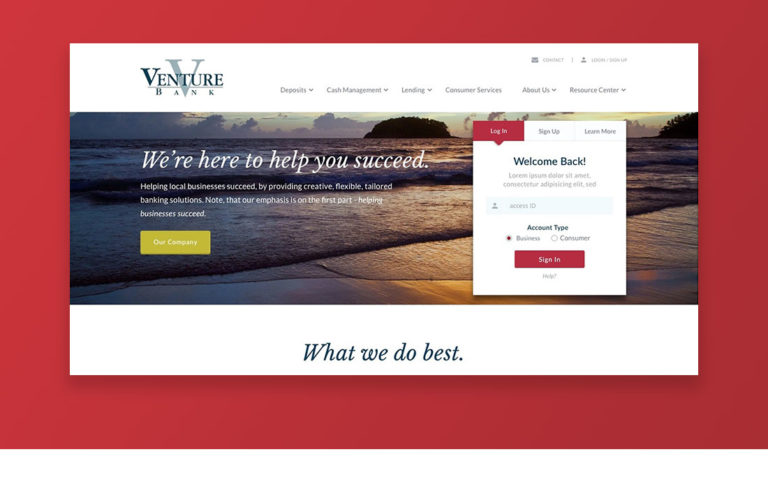 CONTACT | LOGIN / SIGN UP
V
VENTURE
BANK
Deposits Cash Management Lending Consumer Services About Us Resource Center
We're here to help you succeed.
Helping local businesses succeed, by providing creative, flexible, tailored
banking solutions. Note, that our emphasis is on the first part - helping
businesses succeed.
Our Company
Log In Sign Up Learn More
Welcome Back!
Lorem ipsum dolor sit amet,
consectetur adipisicing elit, sed
access ID
Account Type
Business Consumer
Sign In
Help?
What we do best.